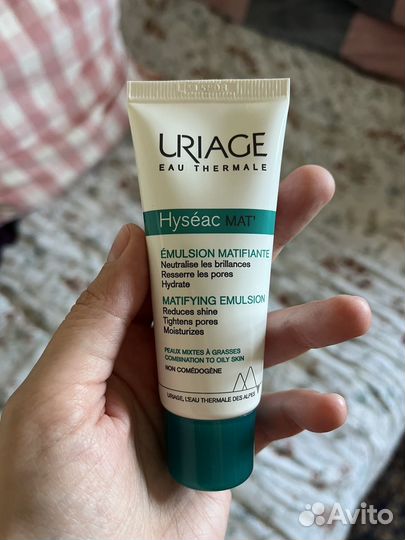 URIAGE
EAU THERMALE
Hyséac MAT'
ÉMULSION MATIFIANTE
Neutralise les brillances
Resserre les pores
Hydrate
MATIFYING EMULSION
Reduces shine
Tightens pores
Moisturizes
PEAUX MIXTES À GRASSES
COMBINATION TO OILY SKIN
NON COMÉDOGÈNE
URIAGE, L'EAU THERMALE DES ALPES
Avito